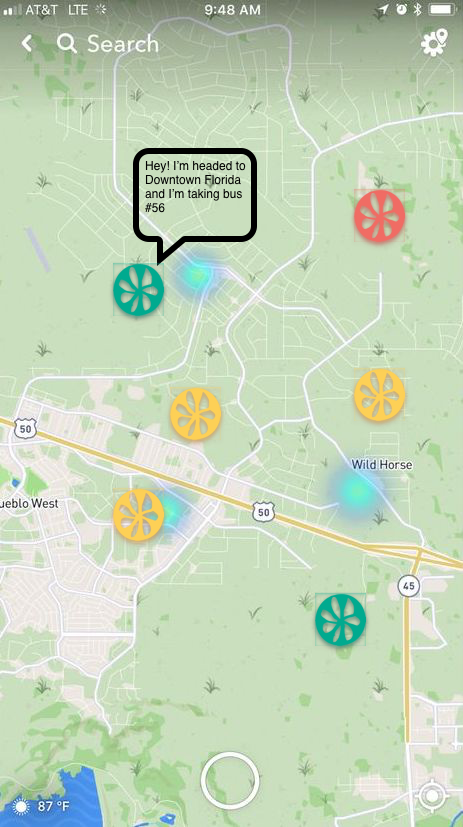 AT&T LTE 9:48 AM
Search
Hey! I'm headed to
Downtown Florida
and I'm taking bus
#56
50
Wild Horse
ueblo West
50
45
87 °F